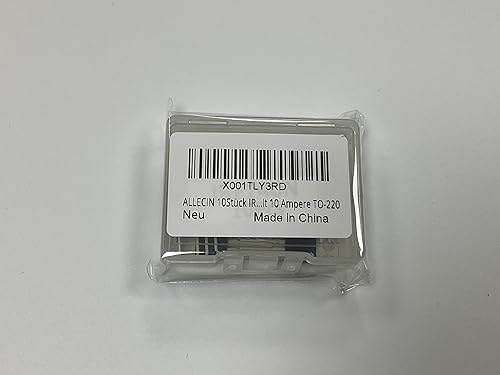 X001TLY3RD
ALLECIN 10Stück IR...it 10 Ampere TO-220
Neu Made in China